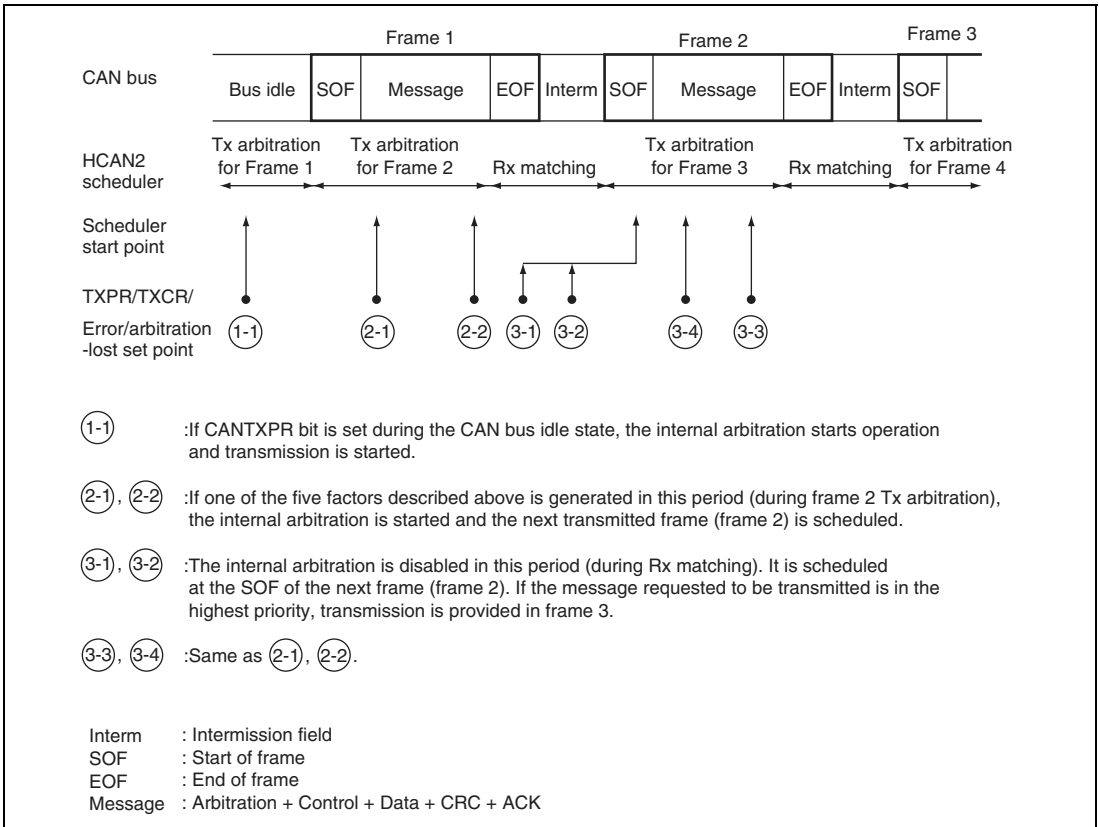 Frame 1 Frame 2 Frame 3
CAN bus
Bus idle SOF Message EOF Interm SOF Message EOF Interm SOF
HCAN2
scheduler
Tx arbitration
for Frame 1
Tx arbitration
for Frame 2
Rx matching
Tx arbitration
for Frame 3
Rx matching
Tx arbitration
for Frame 4
Scheduler
start point
TXPR/TXCR/
Error/arbitration
-lost set point
1-1 2-1 2-2 3-1 3-2 3-4 3-3
1-1 :If CANTXPR bit is set during the CAN bus idle state, the internal arbitration starts operation
and transmission is started.
2-1, 2-2 :If one of the five factors described above is generated in this period (during frame 2 Tx arbitration),
the internal arbitration is started and the next transmitted frame (frame 2) is scheduled.
3-1, 3-2 :The internal arbitration is disabled in this period (during Rx matching). It is scheduled
at the SOF of the next frame (frame 2). If the message requested to be transmitted is in the
highest priority, transmission is provided in frame 3.
3-3, 3-4 :Same as 2-1, 2-2.
Interm : Intermission field
SOF : Start of frame
EOF : End of frame
Message : Arbitration + Control + Data + CRC + ACK